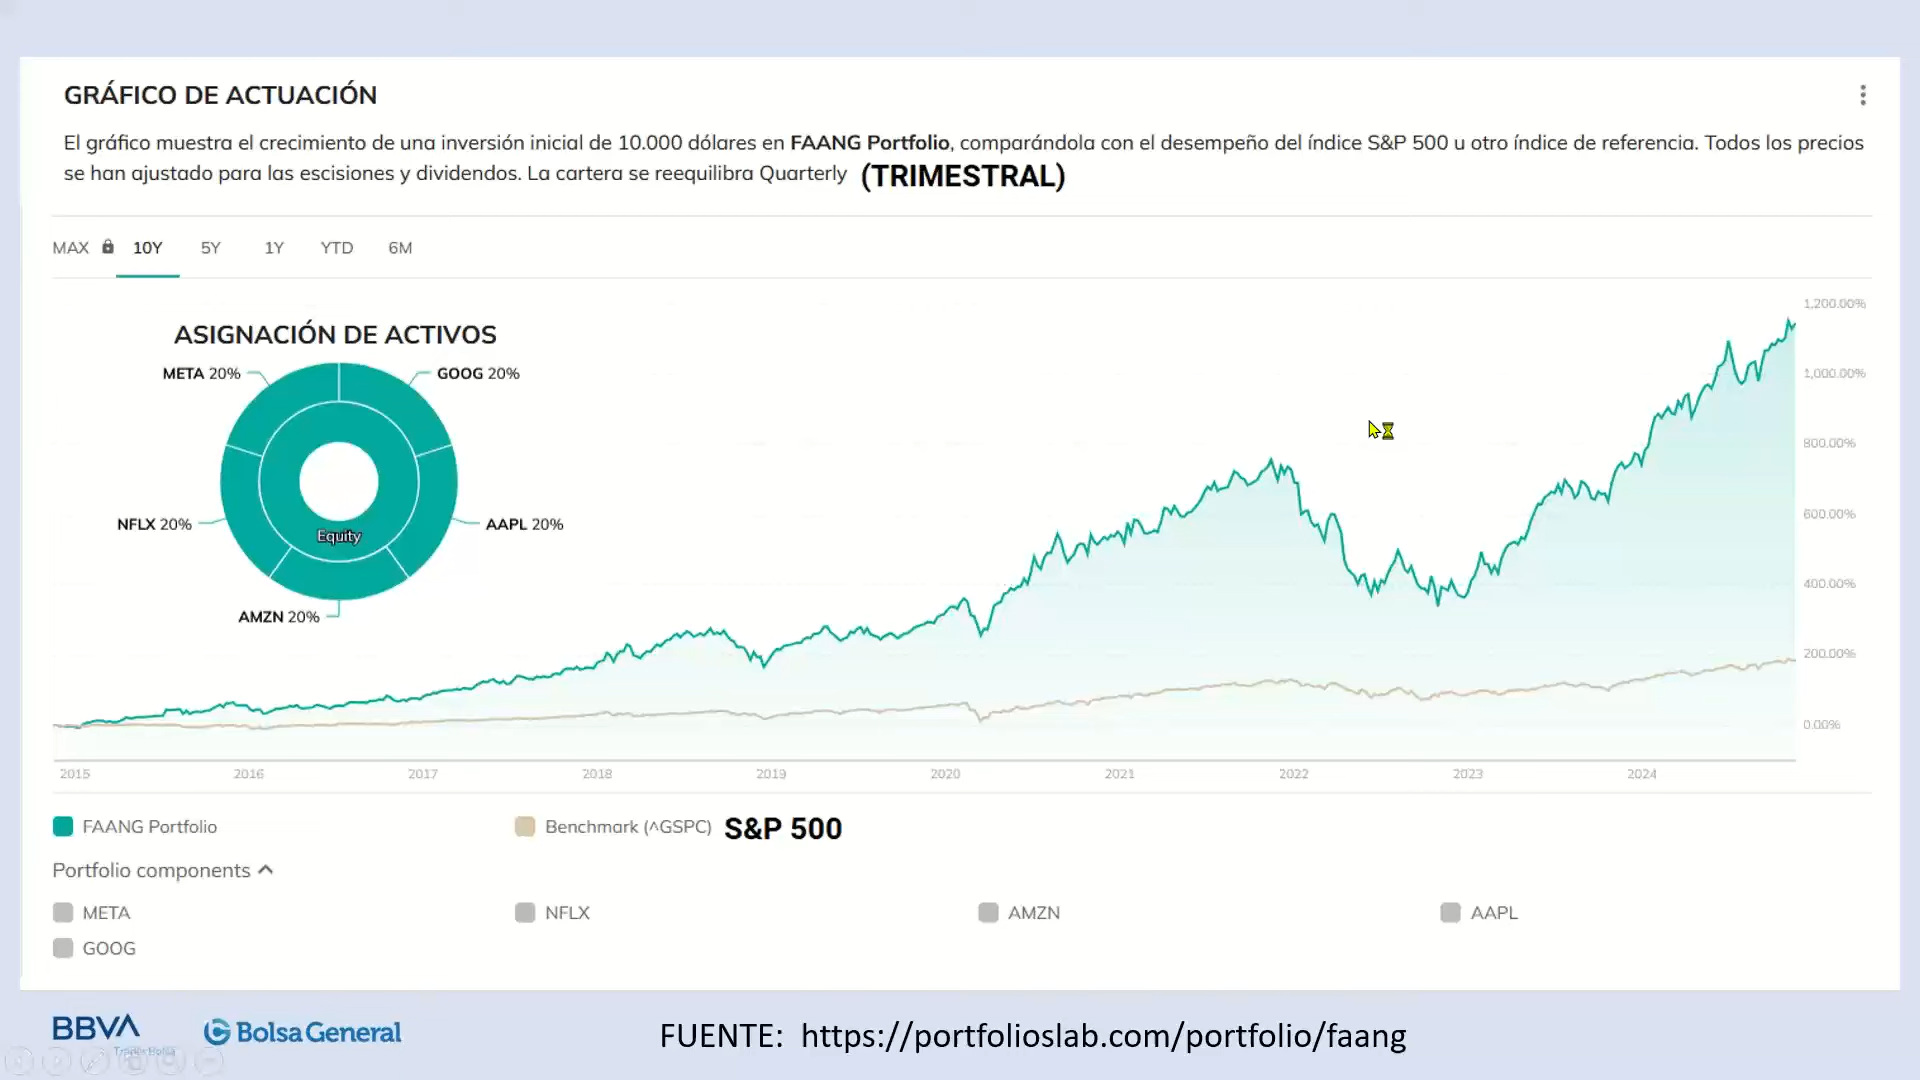 GRÁFICO DE ACTUACIÓN
El gráfico muestra el crecimiento de una inversión inicial de 10.000 dólares en FAANG Portfolio, comparándola con el desempeño del índice S&P 500 u otro índice de referencia. Todos los precios
se han ajustado para las escisiones y dividendos. La cartera se reequilibra Quarterly (TRIMESTRAL)
MAX 10Y 5Y 1Y YTD 6M
ASIGNACIÓN DE ACTIVOS
META 20% GOOG 20%
NFLX 20% AAPL 20%
Equity
AMZN 20%
1,200.00%
1,000.00%
800.00%
600.00%
400.00%
200.00%
0.00%
2015 2016 2017 2018 2019 2020 2021 2022 2023 2024
FAANG Portfolio Benchmark (^GSPC) S&P 500
Portfolio components
META NFLX AMZN AAPL
GOOG
BBVA Bolsa General
FUENTE: https://portfolioslab.com/portfolio/faang